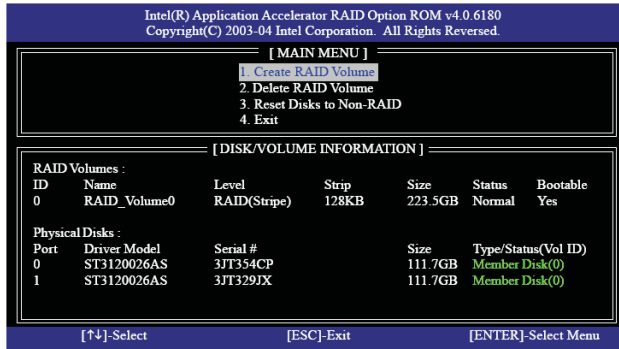 Intel(R) Application Accelerator RAID Option ROM v4.0.6180
Copyright(C) 2003-04 Intel Corporation. All Rights Reversed.
[ MAIN MENU ]
1. Create RAID Volume
2. Delete RAID Volume
3. Reset Disks to Non-RAID
4. Exit
[ DISK/VOLUME INFORMATION ]
RAID Volumes :
ID Name Level Strip Size Status Bootable
0 RAID_Volume0 RAID(Stripe) 128KB 223.5GB Normal Yes
Physical Disks :
Port Driver Model Serial # Size Type/Status(Vol ID)
0 ST3120026AS 3JT354CP 111.7GB Member Disk(0)
1 ST3120026AS 3JT329JX 111.7GB Member Disk(0)
[↑↓]-Select [ESC]-Exit [ENTER]-Select Menu